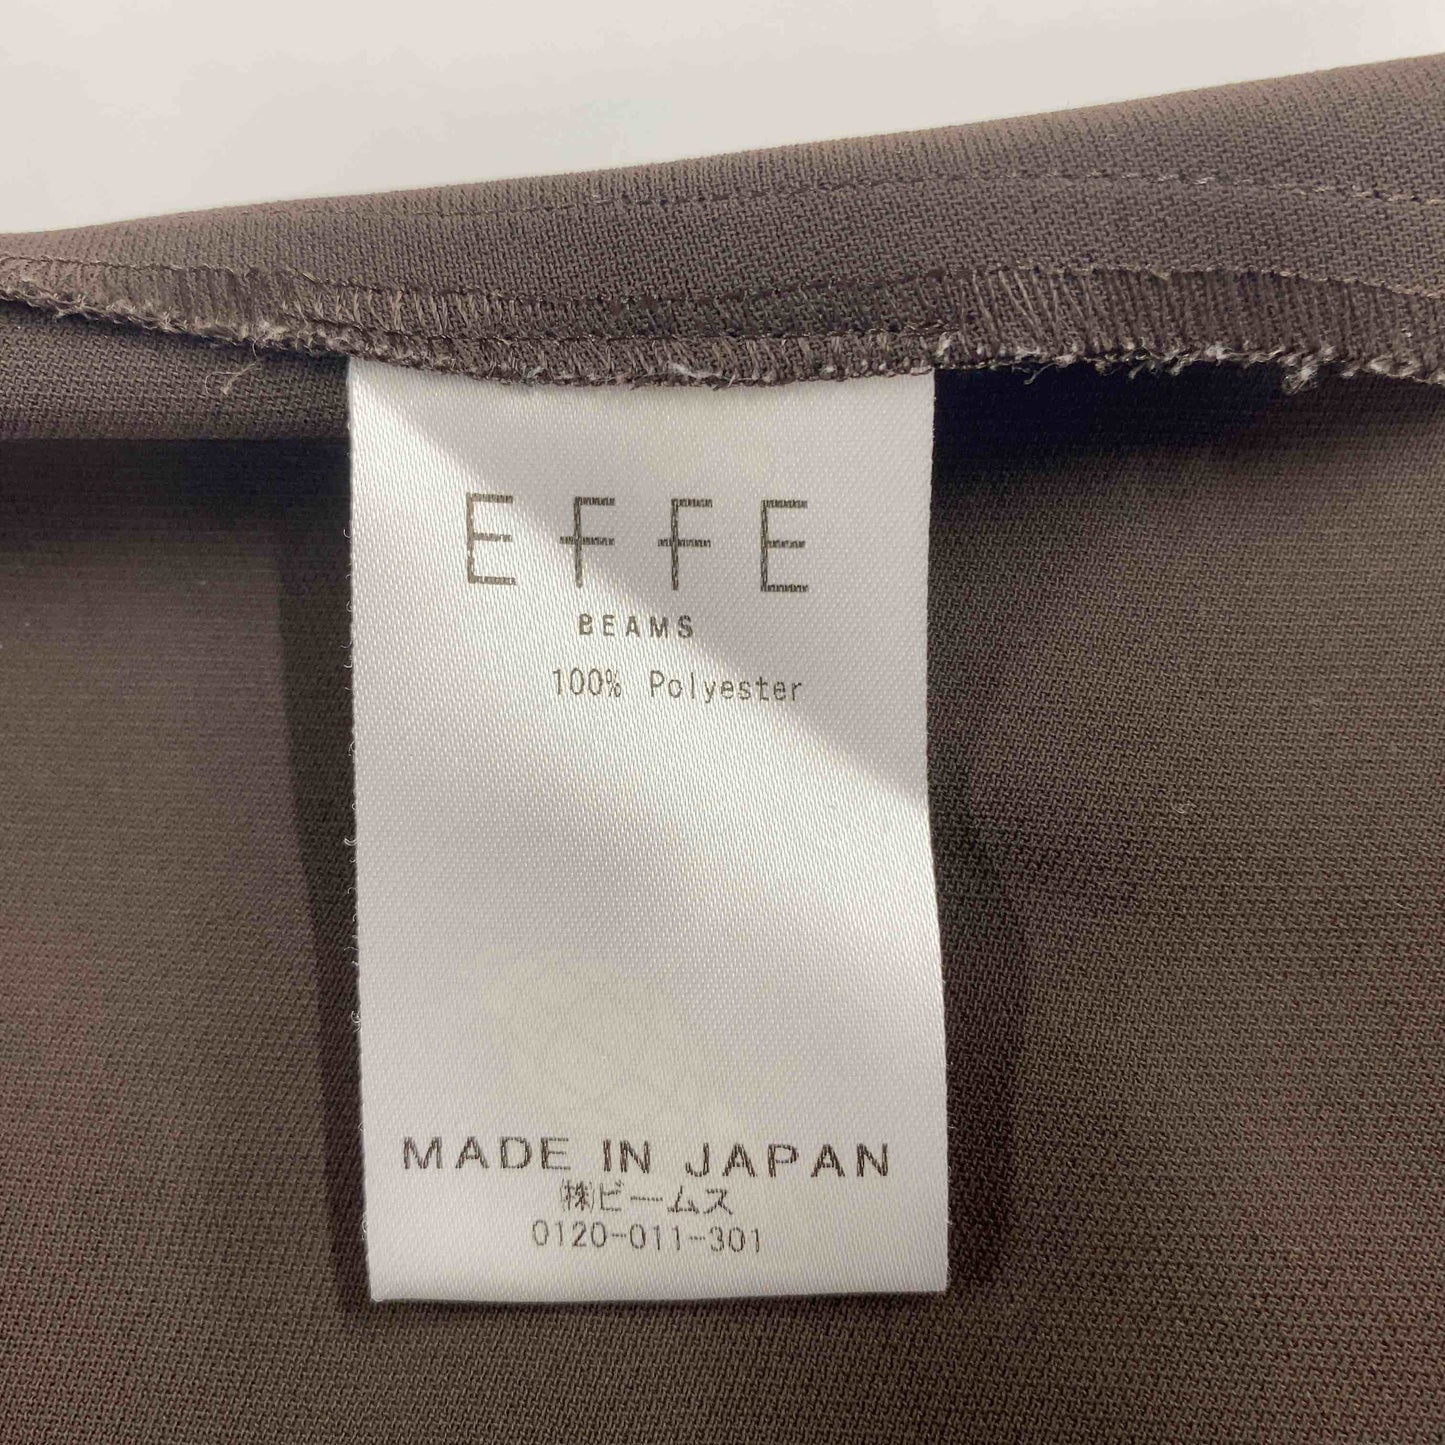 EFFE
BEAMS
100% Polyester
MADE IN JAPAN
㈱ビームス
0120-011-301